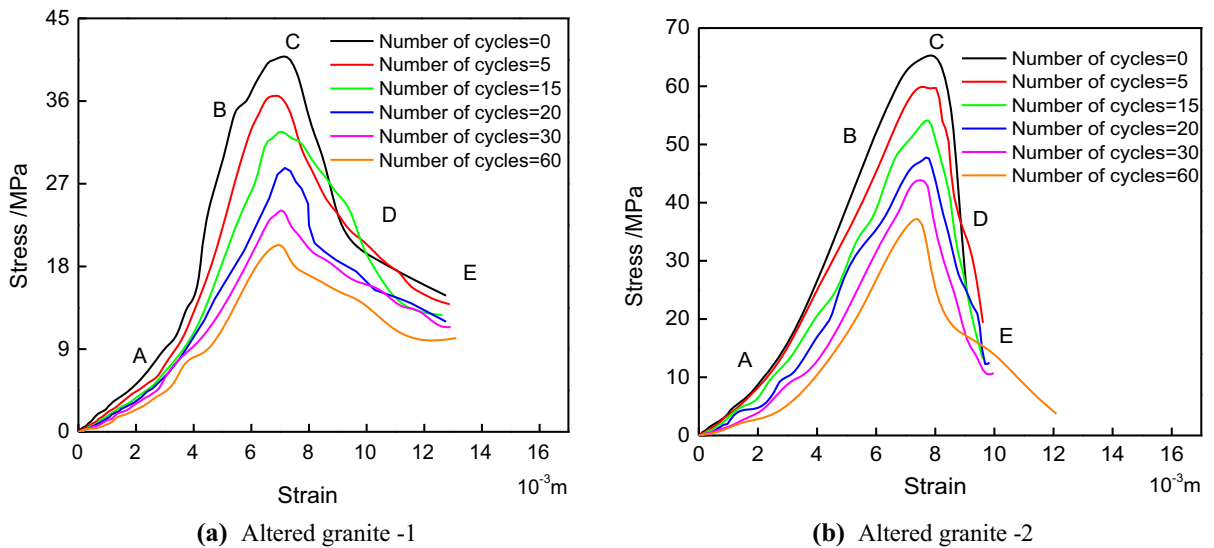 45
36
27
18
9
0
Stress /MPa
0 2 4 6 8 10 12 14 16
10⁻³m
Strain
A
B
C
D
E
Number of cycles=0
Number of cycles=5
Number of cycles=15
Number of cycles=20
Number of cycles=30
Number of cycles=60
(a) Altered granite -1
70
60
50
40
30
20
10
0
Stress /MPa
0 2 4 6 8 10 12 14 16
10⁻³m
Strain
A
B
C
D
E
Number of cycles=0
Number of cycles=5
Number of cycles=15
Number of cycles=20
Number of cycles=30
Number of cycles=60
(b) Altered granite -2